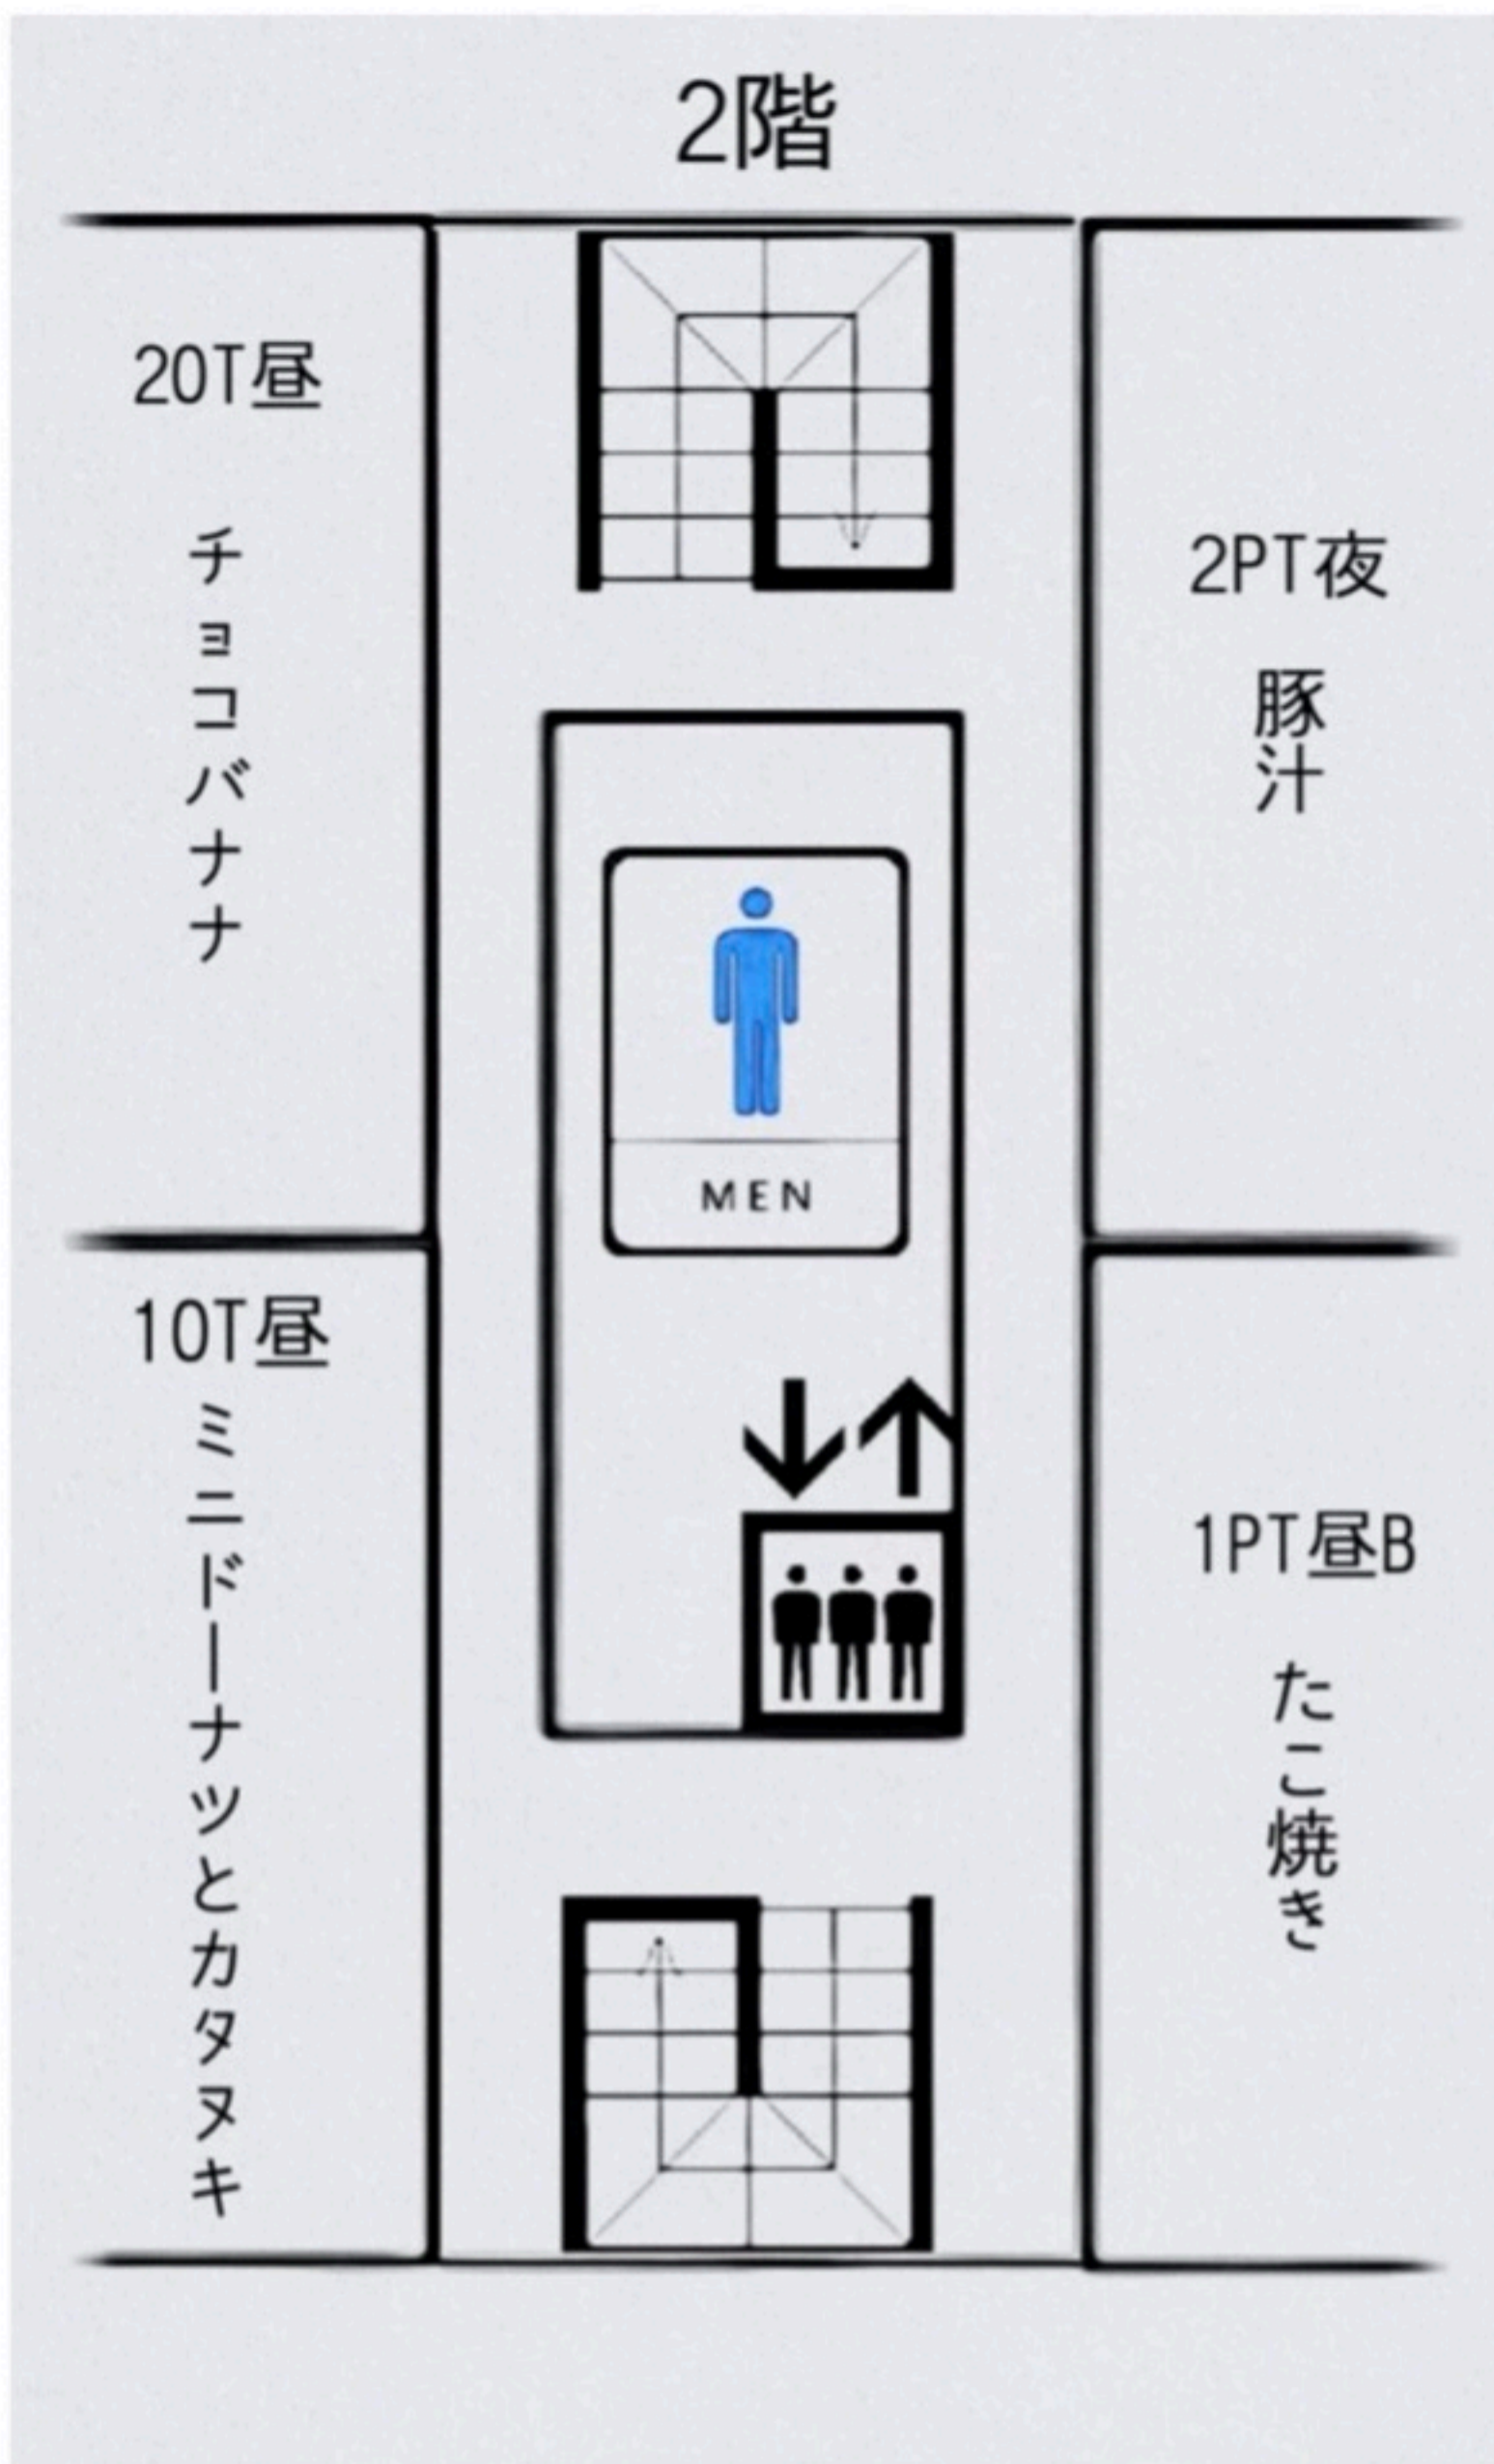 2階
20T昼
チョコバナナ
2PT夜
豚汁
MEN
10T昼
ミニドーナツとカタヌキ
1PT昼B
たこ焼き